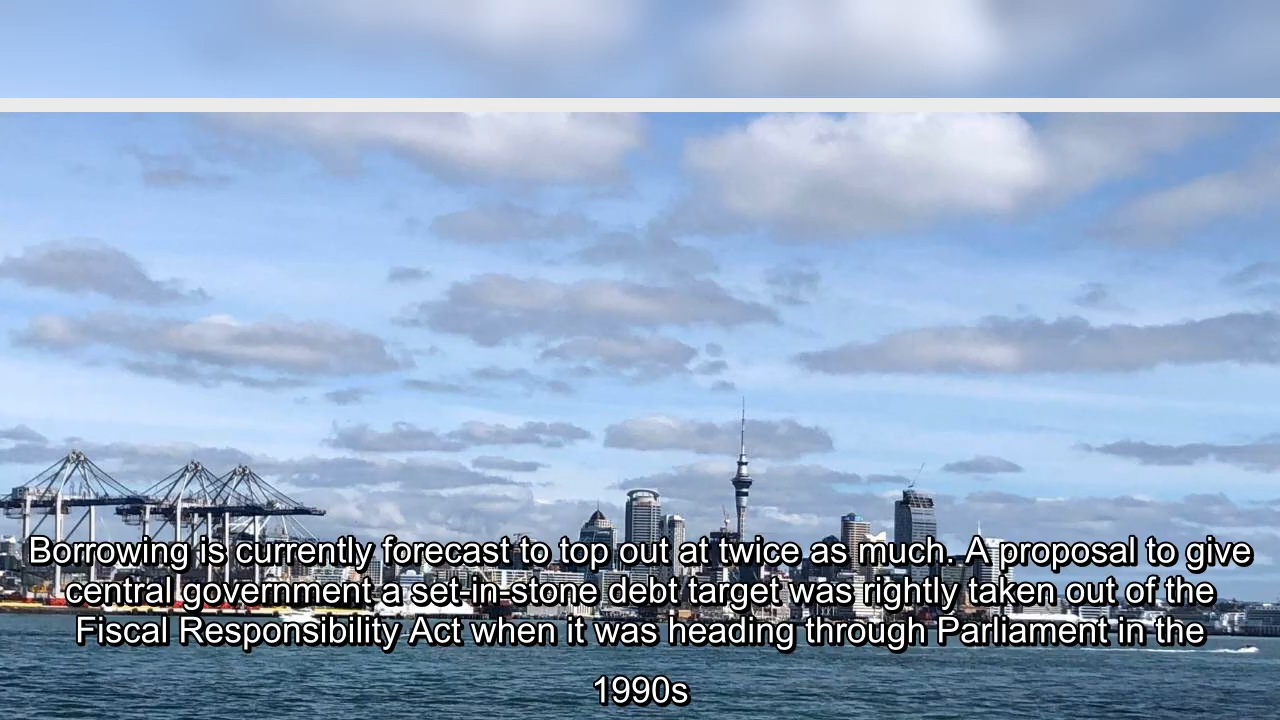 Borrowing is currently forecast to top out at twice as much. A proposal to give
central government a set-in-stone debt target was rightly taken out of the
Fiscal Responsibility Act when it was heading through Parliament in the
1990s